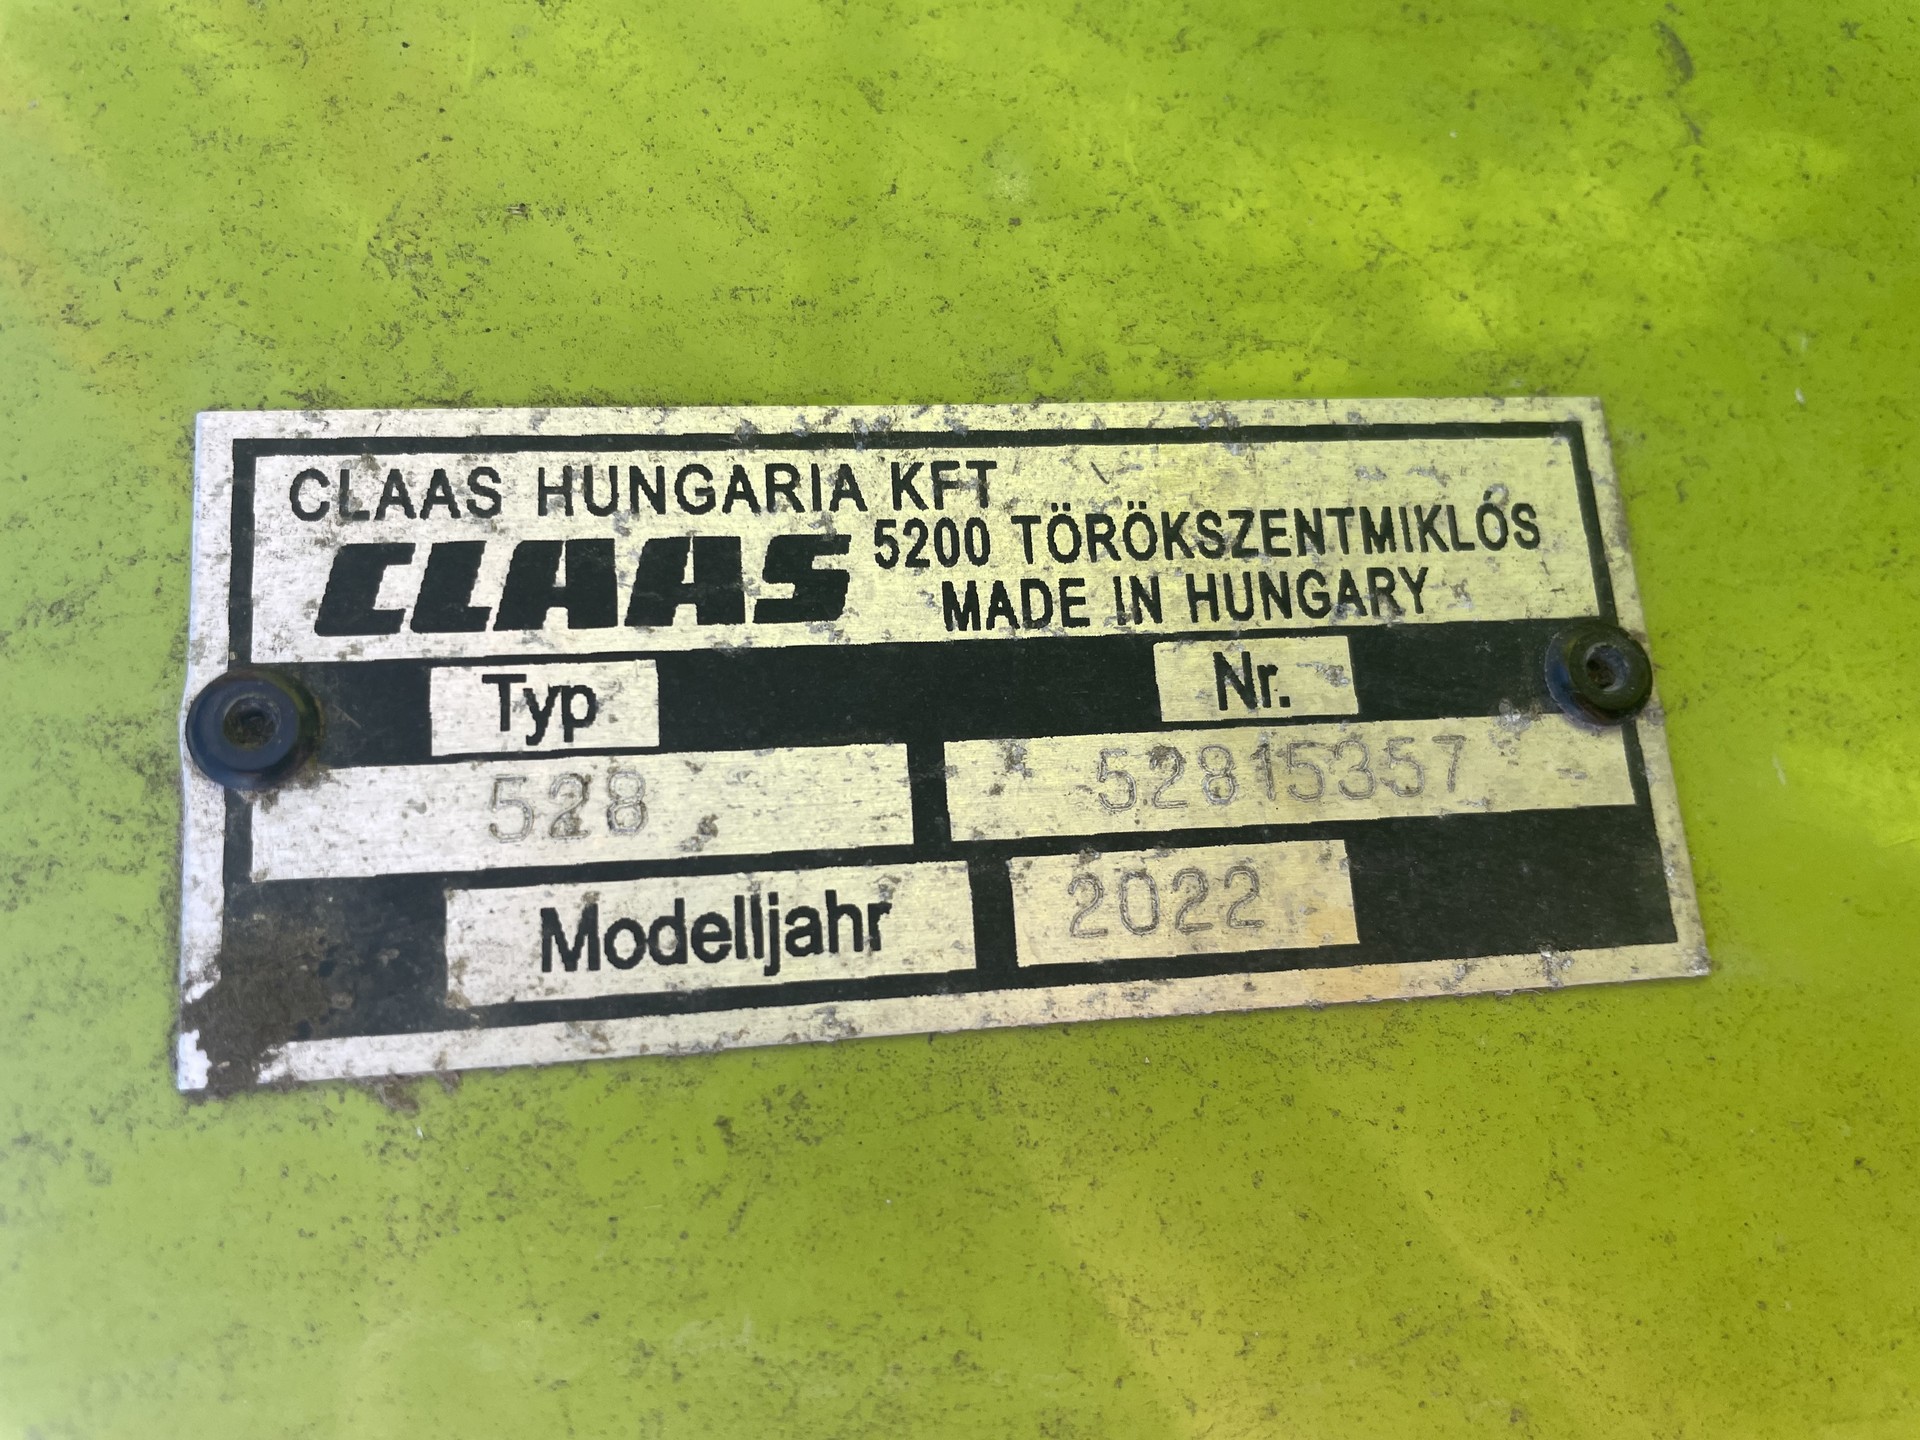 CLAAS HUNGARIA KFT
CLAAS
5200 TÖRÖKSZENTMIKLÓS
MADE IN HUNGARY
Typ
Nr.
528
52815357
Modelljahr
2022